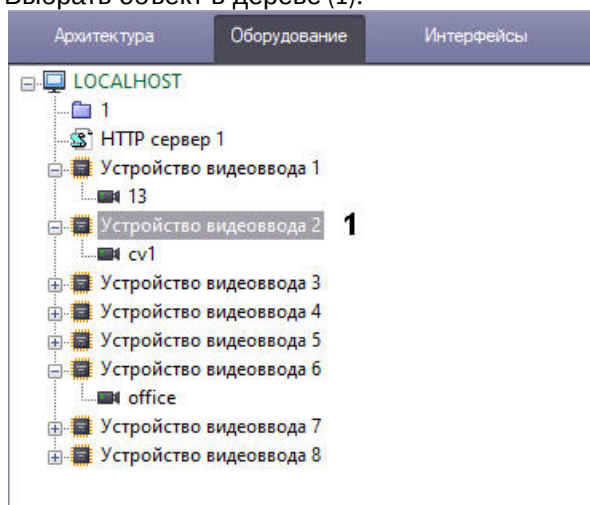 Выбрать объект в дереве (1).
Архитектура Оборудование Интерфейсы
LOCALHOST
1
HTTP сервер 1
Устройство видеоввода 1
13
Устройство видеоввода 2 1
cv1
Устройство видеоввода 3
Устройство видеоввода 4
Устройство видеоввода 5
Устройство видеоввода 6
office
Устройство видеоввода 7
Устройство видеоввода 8